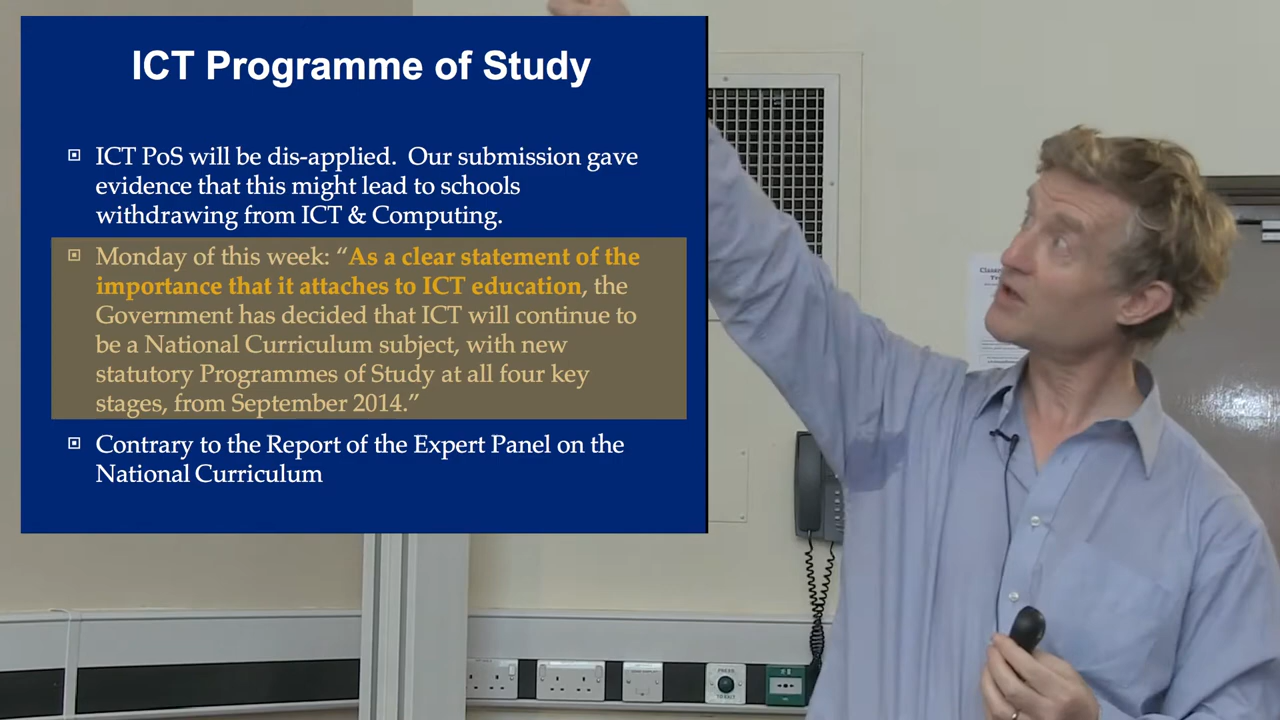 ICT Programme of Study
ICT PoS will be dis-applied. Our submission gave
evidence that this might lead to schools
withdrawing from ICT & Computing.
Monday of this week: “As a clear statement of the
importance that it attaches to ICT education, the
Government has decided that ICT will continue to
be a National Curriculum subject, with new
statutory Programmes of Study at all four key
stages, from September 2014.”
Contrary to the Report of the Expert Panel on the
National Curriculum
PRESS
TO EXIT